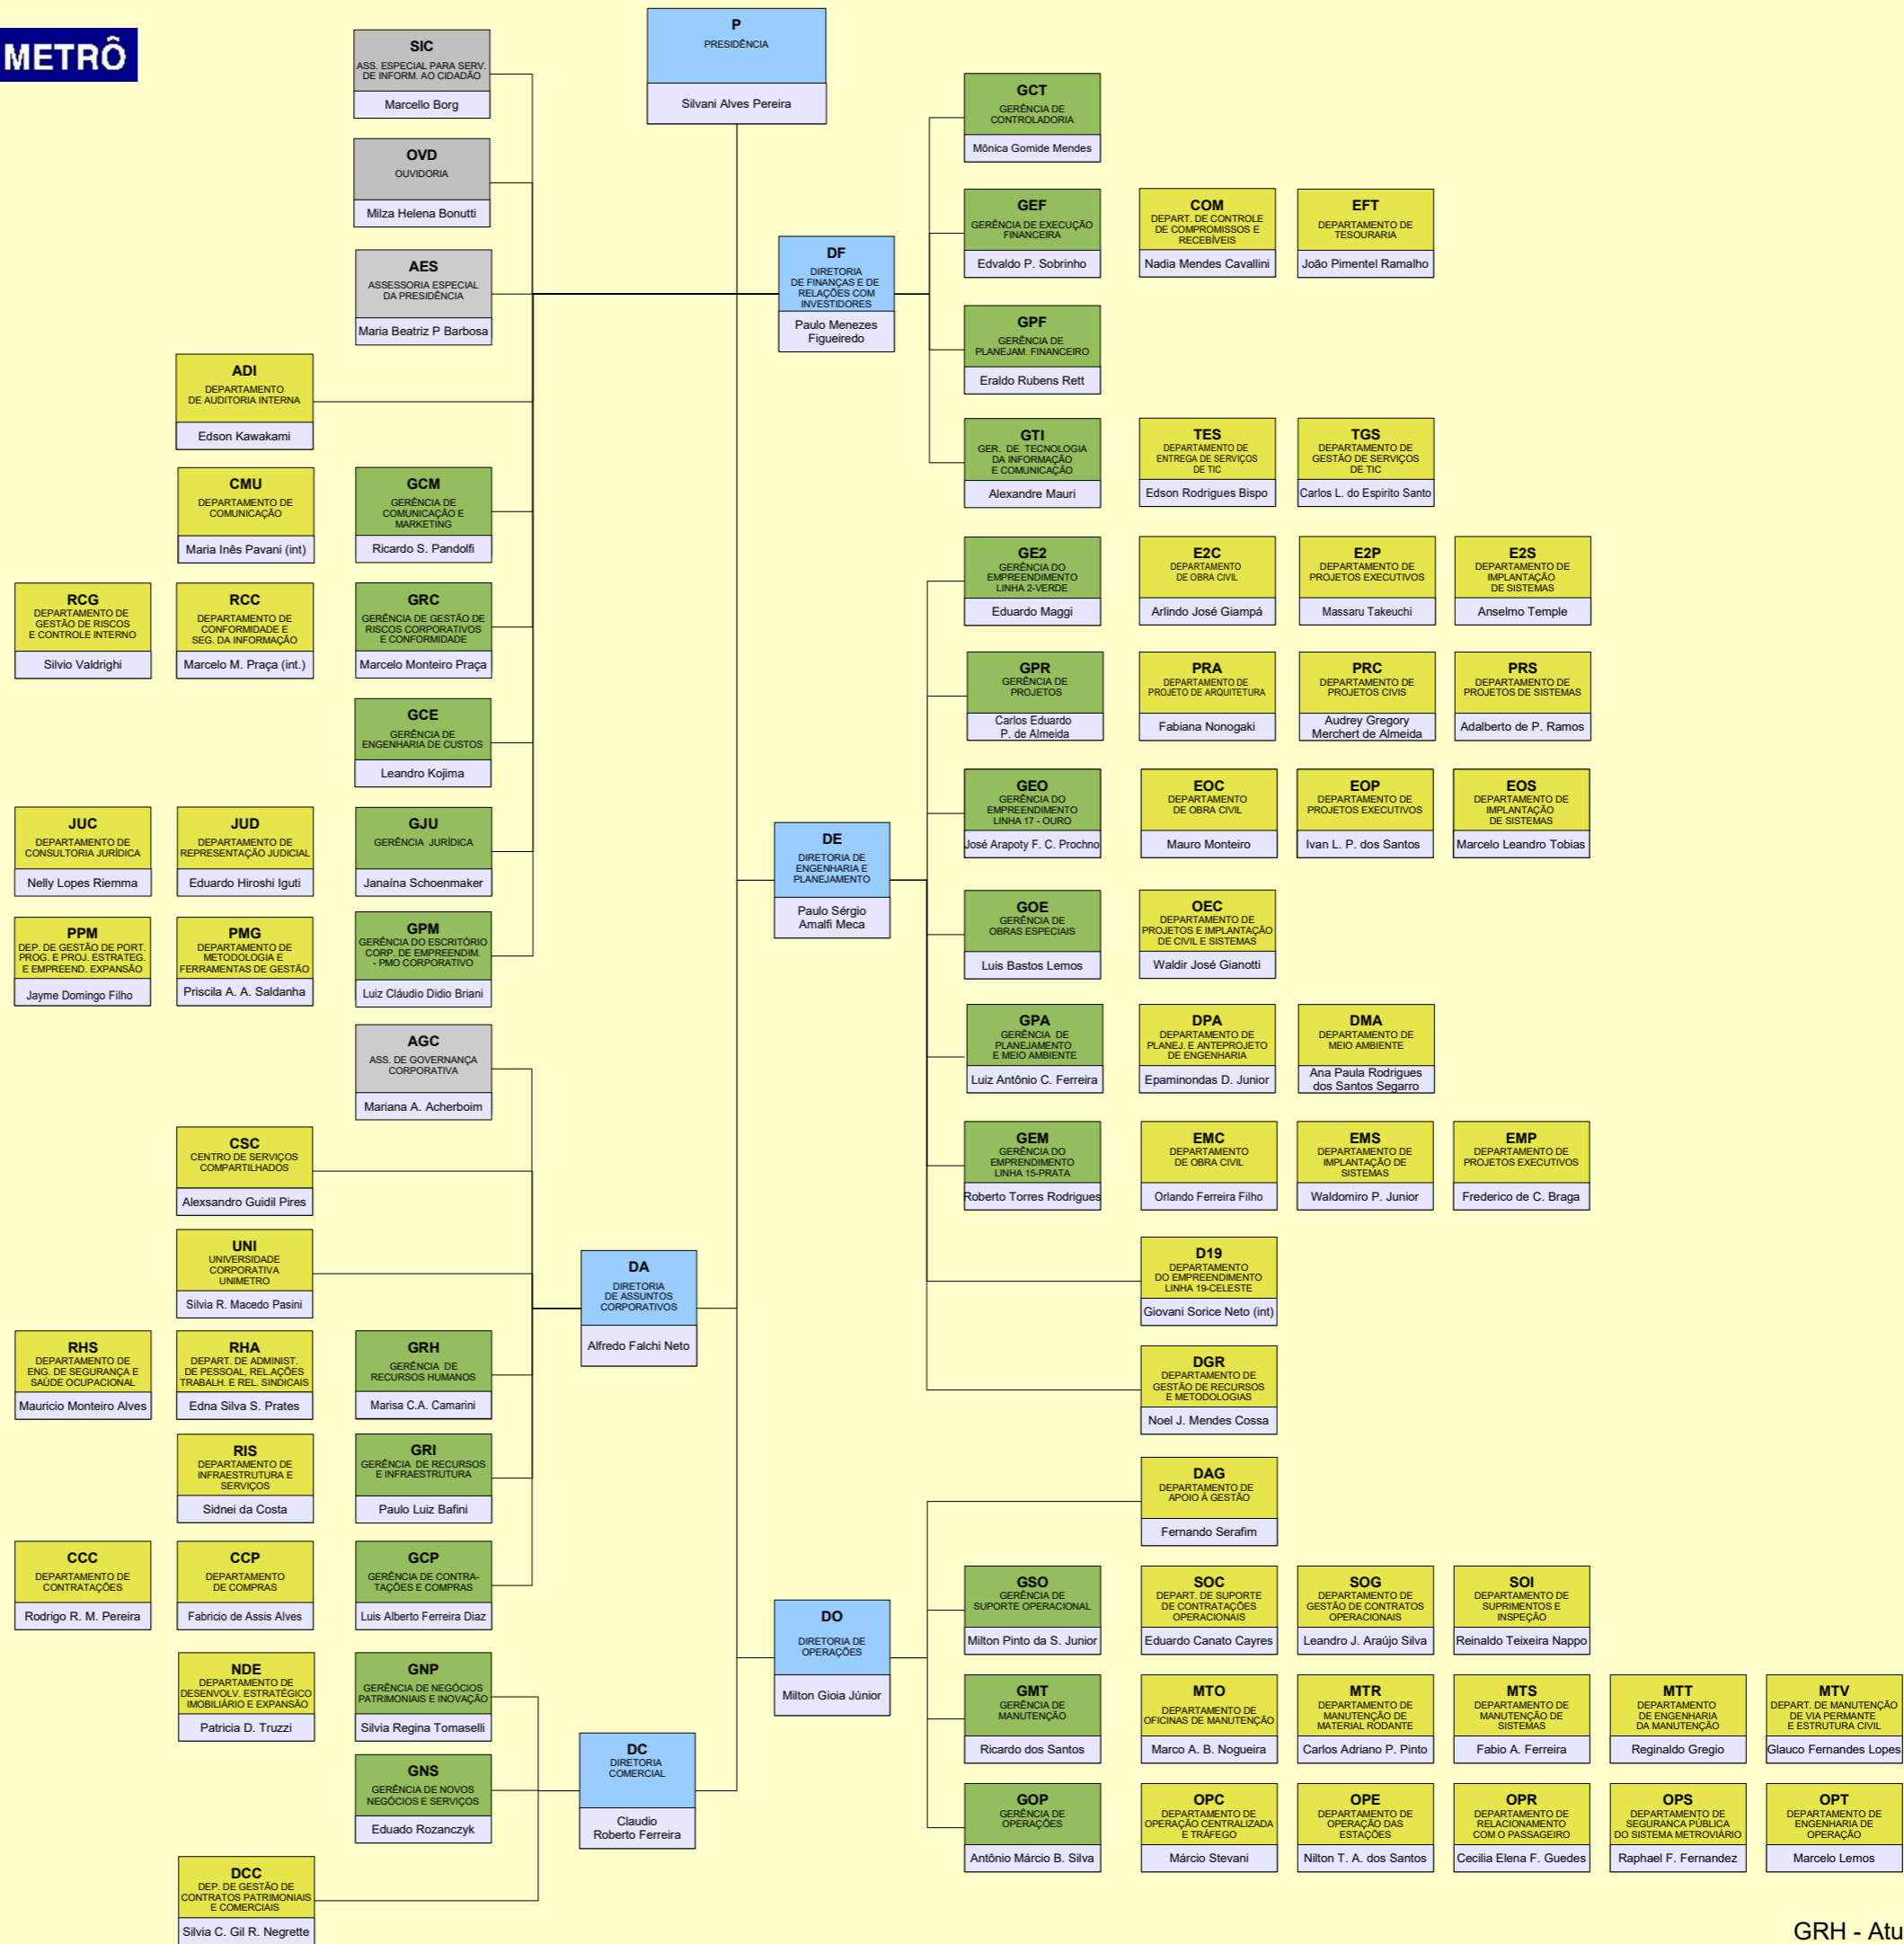 METRÔ
P
PRESIDÊNCIA
Silvani Alves Pereira
SIC
ASS. ESPECIAL PARA SERV.
DE INFORM. AO CIDADÃO
Marcello Borg
OVD
OUVIDORIA
Milza Helena Bonutti
AES
ASSESSORIA ESPECIAL
DA PRESIDÊNCIA
Maria Beatriz P Barbosa
ADI
DEPARTAMENTO
DE AUDITORIA INTERNA
Edson Kawakami
CMU
DEPARTAMENTO DE
COMUNICAÇÃO
Maria Inês Pavani (int)
GCM
GERÊNCIA DE
COMUNICAÇÃO E
MARKETING
Ricardo S. Pandolfi
RCG
DEPARTAMENTO DE
GESTÃO DE RISCOS
E CONTROLE INTERNO
Silvio Valdrighi
RCC
DEPARTAMENTO DE
CONFORMIDADE E
SEG. DA INFORMAÇÃO
Marcelo M. Praça (int.)
GRC
GERÊNCIA DE GESTÃO DE
RISCOS CORPORATIVOS
E CONFORMIDADE
Marcelo Monteiro Praça
GCE
GERÊNCIA DE
ENGENHARIA DE CUSTOS
Leandro Kojima
JUC
DEPARTAMENTO DE
CONSULTORIA JURÍDICA
Nelly Lopes Riemma
JUD
DEPARTAMENTO DE
REPRESENTAÇÃO JUDICIAL
Eduardo Hiroshi Iguti
GJU
GERÊNCIA JURÍDICA
Janaína Schoenmaker
PPM
DEP. DE GESTÃO DE PORT.
PROG. E PROJ. ESTRATEG.
E EMPREEND. EXPANSÃO
Jayme Domingo Filho
PMG
DEPARTAMENTO DE
METODOLOGIA E
FERRAMENTAS DE GESTÃO
Priscila A. A. Saldanha
GPM
GERÊNCIA DO ESCRITÓRIO
CORP. DE EMPREENDIM.
- PMO CORPORATIVO
Luiz Cláudio Didio Briani
AGC
ASS. DE GOVERNANÇA
CORPORATIVA
Mariana A. Acherboim
CSC
CENTRO DE SERVIÇOS
COMPARTILHADOS
Alexsandro Guidil Pires
UNI
UNIVERSIDADE
CORPORATIVA
UNIMETRO
Silvia R. Macedo Pasini
DA
DIRETORIA
DE ASSUNTOS
CORPORATIVOS
Alfredo Falchi Neto
RHS
DEPARTAMENTO DE
ENG. DE SEGURANÇA E
SAÚDE OCUPACIONAL
Mauricio Monteiro Alves
RHA
DEPART. DE ADMINIST.
DE PESSOAL, REL.AÇÕES
TRABALH. E REL. SINDICAIS
Edna Silva S. Prates
GRH
GERÊNCIA DE
RECURSOS HUMANOS
Marisa C.A. Camarini
RIS
DEPARTAMENTO DE
INFRAESTRUTURA E
SERVIÇOS
Sidnei da Costa
GRI
GERÊNCIA DE RECURSOS
E INFRAESTRUTURA
Paulo Luiz Bafini
CCC
DEPARTAMENTO DE
CONTRATAÇÕES
Rodrigo R. M. Pereira
CCP
DEPARTAMENTO
DE COMPRAS
Fabricio de Assis Alves
GCP
GERÊNCIA DE CONTRA-
TAÇÕES E COMPRAS
Luis Alberto Ferreira Diaz
NDE
DEPARTAMENTO DE
DESENVOLV. ESTRATÉGICO
IMOBILIÁRIO E EXPANSÃO
Patricia D. Truzzi
GNP
GERÊNCIA DE NEGÓCIOS
PATRIMONIAIS E INOVAÇÃO
Silvia Regina Tomaselli
DC
DIRETORIA
COMERCIAL
Claudio
Roberto Ferreira
GNS
GERÊNCIA DE NOVOS
NEGÓCIOS E SERVIÇOS
Eduado Rozanczyk
DCC
DEP. DE GESTÃO DE
CONTRATOS PATRIMONIAIS
E COMERCIAIS
Silvia C. Gil R. Negrette
DF
DIRETORIA
DE FINANÇAS E DE
RELAÇÕES COM
INVESTIDORES
Paulo Menezes
Figueiredo
GCT
GERÊNCIA DE
CONTROLADORIA
Mônica Gomide Mendes
GEF
GERÊNCIA DE EXECUÇÃO
FINANCEIRA
Edvaldo P. Sobrinho
COM
DEPART. DE CONTROLE
DE COMPROMISSOS E
RECEBÍVEIS
Nadia Mendes Cavallini
EFT
DEPARTAMENTO DE
TESOURARIA
João Pimentel Ramalho
GPF
GERÊNCIA DE
PLANEJAM. FINANCEIRO
Eraldo Rubens Rett
GTI
GER. DE TECNOLOGIA
DA INFORMAÇÃO
E COMUNICAÇÃO
Alexandre Mauri
TES
DEPARTAMENTO DE
ENTREGA DE SERVIÇOS
DE TIC
Edson Rodrigues Bispo
TGS
DEPARTAMENTO DE
GESTÃO DE SERVIÇOS
DE TIC
Carlos L. do Espirito Santo
DE
DIRETORIA DE
ENGENHARIA E
PLANEJAMENTO
Paulo Sérgio
Amalfi Meca
GE2
GERÊNCIA DO
EMPREENDIMENTO
LINHA 2-VERDE
Eduardo Maggi
E2C
DEPARTAMENTO
DE OBRA CIVIL
Arlindo José Giampá
E2P
DEPARTAMENTO DE
PROJETOS EXECUTIVOS
Massaru Takeuchi
E2S
DEPARTAMENTO DE
IMPLANTAÇÃO
DE SISTEMAS
Anselmo Temple
GPR
GERÊNCIA DE
PROJETOS
Carlos Eduardo
P. de Almeida
PRA
DEPARTAMENTO DE
PROJETO DE ARQUITETURA
Fabiana Nonogaki
PRC
DEPARTAMENTO DE
PROJETOS CIVIS
Audrey Gregory
Merchert de Almeida
PRS
DEPARTAMENTO DE
PROJETOS DE SISTEMAS
Adalberto de P. Ramos
GEO
GERÊNCIA DO
EMPREENDIMENTO
LINHA 17 - OURO
José Arapoty F. C. Prochno
EOC
DEPARTAMENTO
DE OBRA CIVIL
Mauro Monteiro
EOP
DEPARTAMENTO DE
PROJETOS EXECUTIVOS
Ivan L. P. dos Santos
EOS
DEPARTAMENTO DE
IMPLANTAÇÃO
DE SISTEMAS
Marcelo Leandro Tobias
GOE
GERÊNCIA DE
OBRAS ESPECIAIS
Luis Bastos Lemos
OEC
DEPARTAMENTO DE
PROJETOS E IMPLANTAÇÃO
DE CIVIL E SISTEMAS
Waldir José Gianotti
GPA
GERÊNCIA DE
PLANEJAMENTO
E MEIO AMBIENTE
Luiz Antônio C. Ferreira
DPA
DEPARTAMENTO DE
PLANEJ. E ANTEPROJETO
DE ENGENHARIA
Epaminondas D. Junior
DMA
DEPARTAMENTO DE
MEIO AMBIENTE
Ana Paula Rodrigues
dos Santos Segarro
GEM
GERÊNCIA DO
EMPRENDIMENTO
LINHA 15-PRATA
Roberto Torres Rodrigues
EMC
DEPARTAMENTO
DE OBRA CIVIL
Orlando Ferreira Filho
EMS
DEPARTAMENTO DE
IMPLANTAÇÃO DE
SISTEMAS
Waldomiro P. Junior
EMP
DEPARTAMENTO DE
PROJETOS EXECUTIVOS
Frederico de C. Braga
D19
DEPARTAMENTO
DO EMPREENDIMENTO
LINHA 19-CELESTE
Giovani Sorice Neto (int)
DGR
DEPARTAMENTO DE
GESTÃO DE RECURSOS
E METODOLOGIAS
Noel J. Mendes Cossa
DAG
DEPARTAMENTO DE
APOIO À GESTÃO
Fernando Serafim
DO
DIRETORIA DE
OPERAÇÕES
Milton Gioia Júnior
GSO
GERÊNCIA DE
SUPORTE OPERACIONAL
Milton Pinto da S. Junior
SOC
DEPART. DE SUPORTE
DE CONTRATAÇÕES
OPERACIONAIS
Eduardo Canato Cayres
SOG
DEPARTAMENTO DE
GESTÃO DE CONTRATOS
OPERACIONAIS
Leandro J. Araújo Silva
SOI
DEPARTAMENTO DE
SUPRIMENTOS E
INSPEÇÃO
Reinaldo Teixeira Nappo
GMT
GERÊNCIA DE
MANUTENÇÃO
Ricardo dos Santos
MTO
DEPARTAMENTO DE
OFICINAS DE MANUTENÇÃO
Marco A. B. Nogueira
MTR
DEPARTAMENTO DE
MANUTENÇÃO DE
MATERIAL RODANTE
Carlos Adriano P. Pinto
MTS
DEPARTAMENTO DE
MANUTENÇÃO DE
SISTEMAS
Fabio A. Ferreira
MTT
DEPARTAMENTO
DE ENGENHARIA
DA MANUTENÇÃO
Reginaldo Gregio
MTV
DEPART. DE MANUTENÇÃO
DE VIA PERMANTE
E ESTRUTURA CIVIL
Glauco Fernandes Lopes
GOP
GERÊNCIA DE
OPERAÇÕES
Antônio Márcio B. Silva
OPC
DEPARTAMENTO DE
OPERAÇÃO CENTRALIZADA
E TRÁFEGO
Márcio Stevani
OPE
DEPARTAMENTO DE
OPERAÇÃO DAS
ESTAÇÕES
Nilton T. A. dos Santos
OPR
DEPARTAMENTO DE
RELACIONAMENTO
COM O PASSAGEIRO
Cecilia Elena F. Guedes
OPS
DEPARTAMENTO DE
SEGURANCA PÚBLICA
DO SISTEMA METROVIÁRIO
Raphael F. Fernandez
OPT
DEPARTAMENTO DE
ENGENHARIA DE
OPERAÇÃO
Marcelo Lemos
GRH - Atu